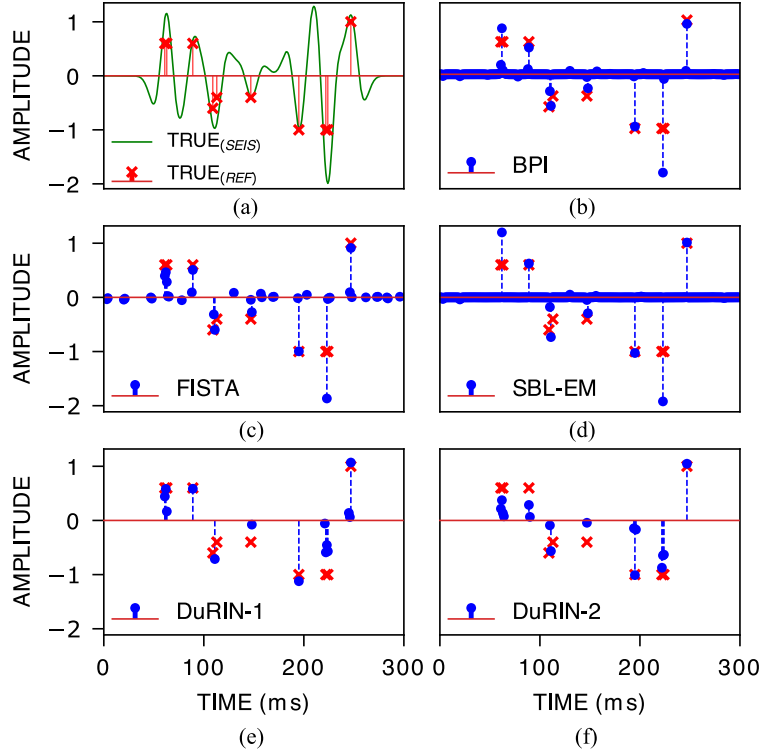 AMPLITUDE
1
0
−1
−2
TRUE(SEIS)
TRUE(REF)
(a)
BPI
(b)
AMPLITUDE
1
0
−1
−2
FISTA
(c)
SBL-EM
(d)
AMPLITUDE
1
0
−1
−2
DuRIN-1
0 100 200 300
TIME (ms)
(e)
DuRIN-2
0 100 200 300
TIME (ms)
(f)